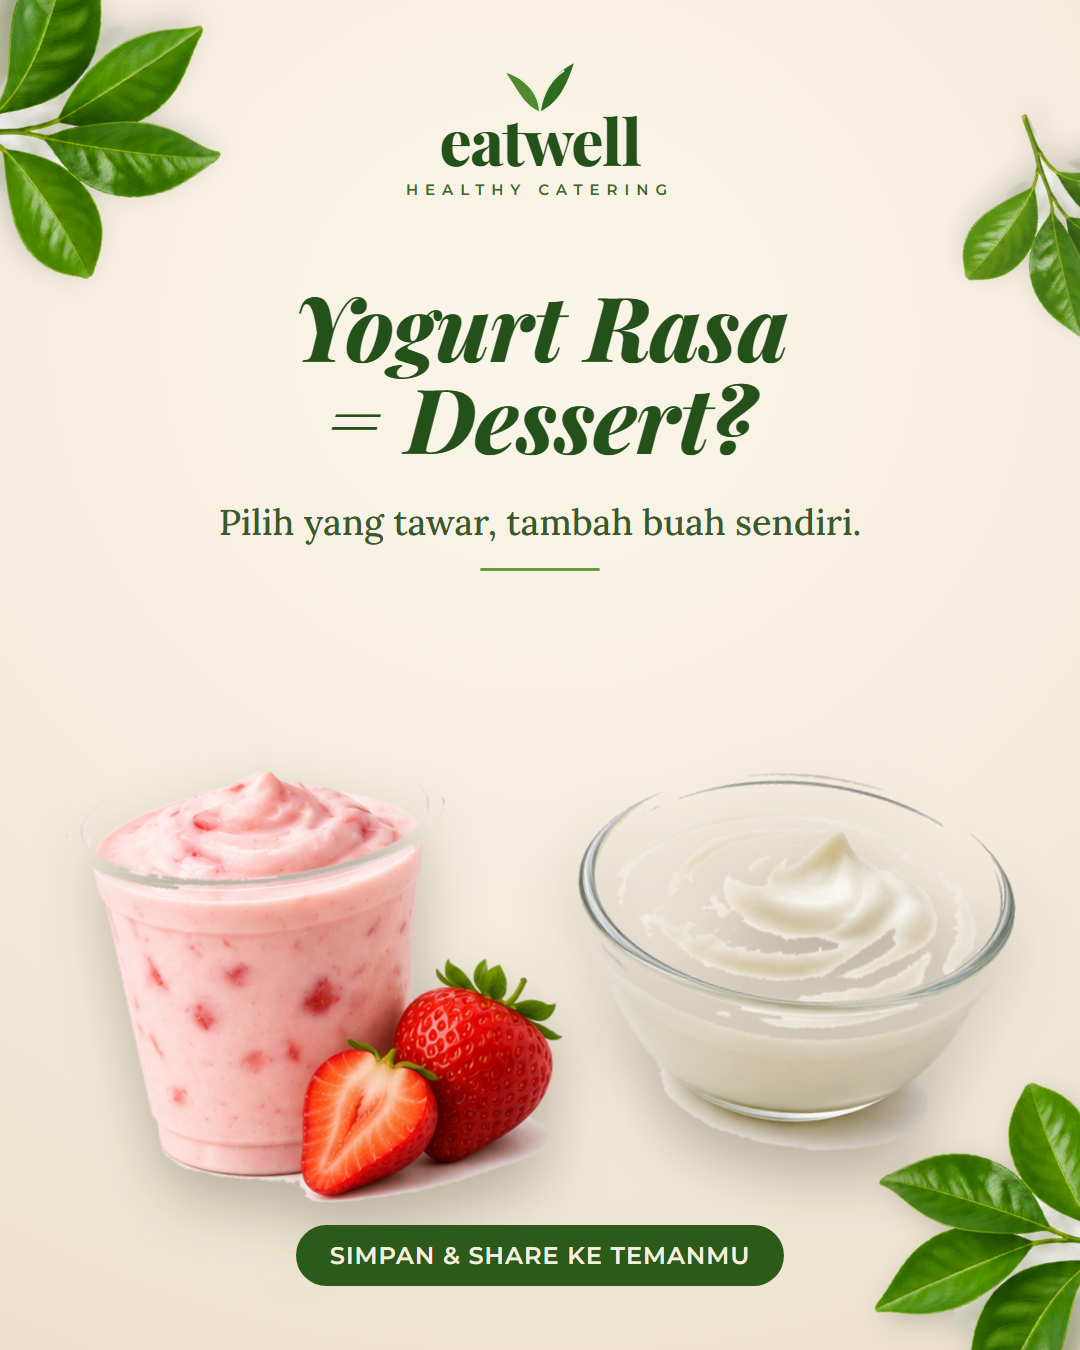 eatwell
HEALTHY CATERING
Yogurt Rasa
= Dessert?
Pilih yang tawar, tambah buah sendiri.
SIMPAN & SHARE KE TEMANMU